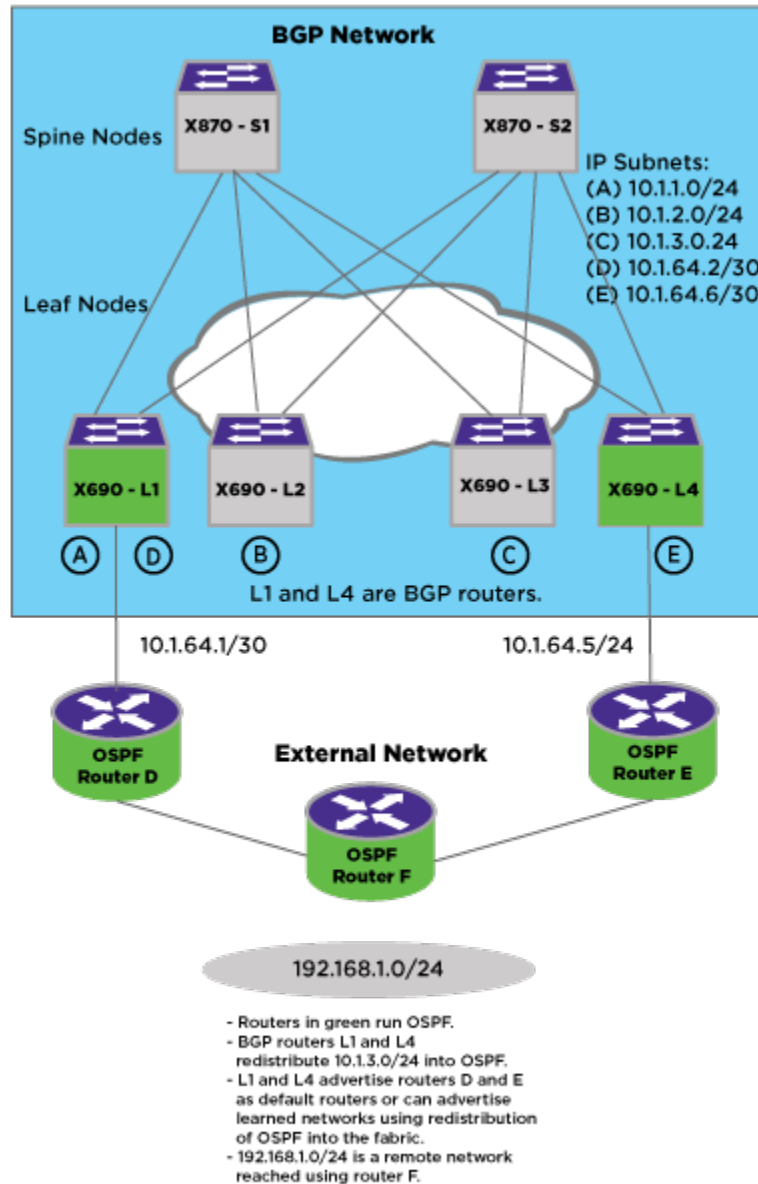 BGP Network
X870 - S1
X870 - S2
Spine Nodes
IP Subnets:
(A) 10.1.1.0/24
(B) 10.1.2.0/24
(C) 10.1.3.0.24
(D) 10.1.64.2/30
(E) 10.1.64.6/30
Leaf Nodes
X690 - L1
X690 - L2
X690 - L3
X690 - L4
A
D
B
C
E
L1 and L4 are BGP routers.
10.1.64.1/30
10.1.64.5/24
OSPF
Router D
External Network
OSPF
Router E
OSPF
Router F
192.168.1.0/24
- Routers in green run OSPF.
- BGP routers L1 and L4
redistribute 10.1.3.0/24 into OSPF.
- L1 and L4 advertise routers D and E
as default routers or can advertise
learned networks using redistribution
of OSPF into the fabric.
- 192.168.1.0/24 is a remote network
reached using router F.